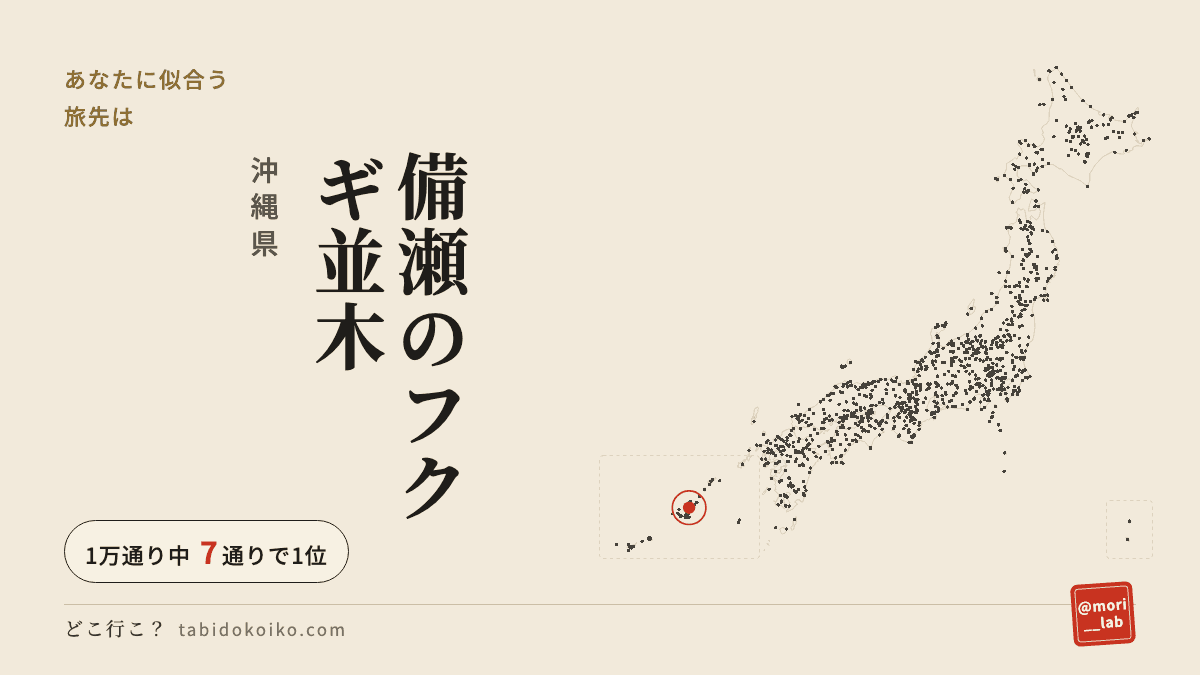 あなたに似合う
旅先は
備瀬のフク
ギ並木
沖縄県
1万通り中 7通りで1位
どこ行こ？ tabidokoiko.com
@mori
__lab